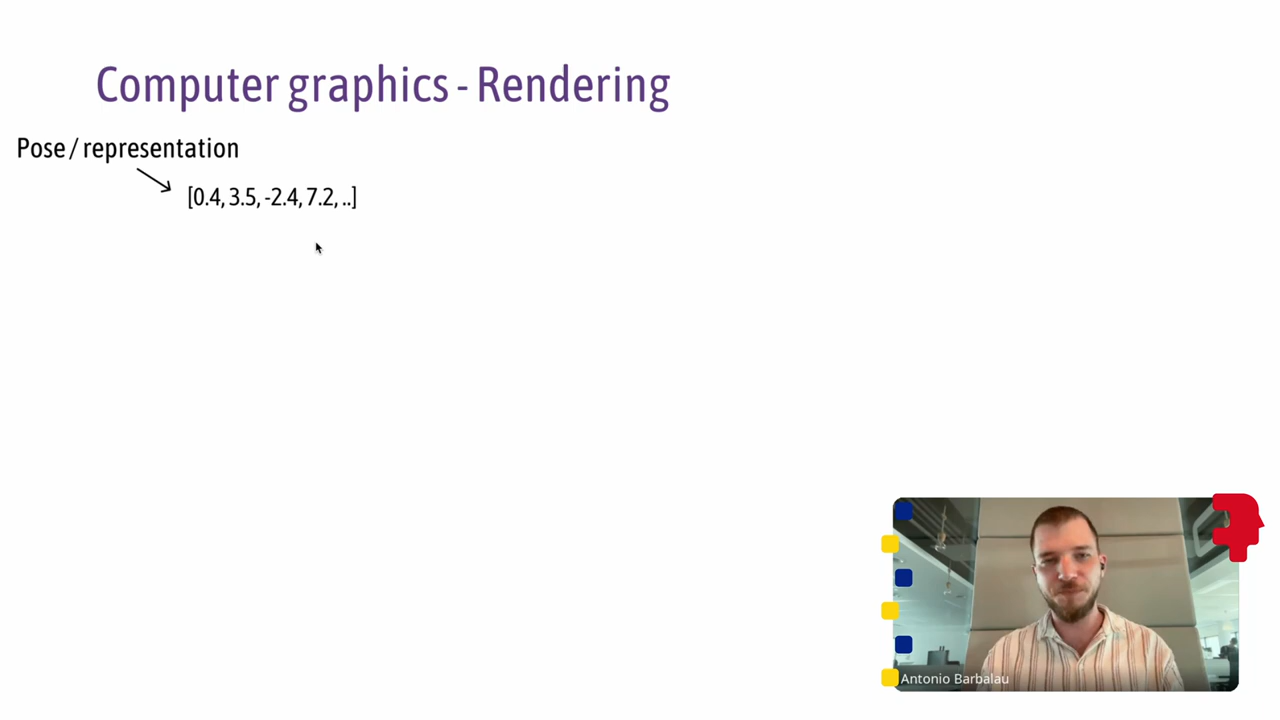 Computer graphics - Rendering
Pose / representation
[0.4, 3.5, -2.4, 7.2, ..]
Antonio Barbalau